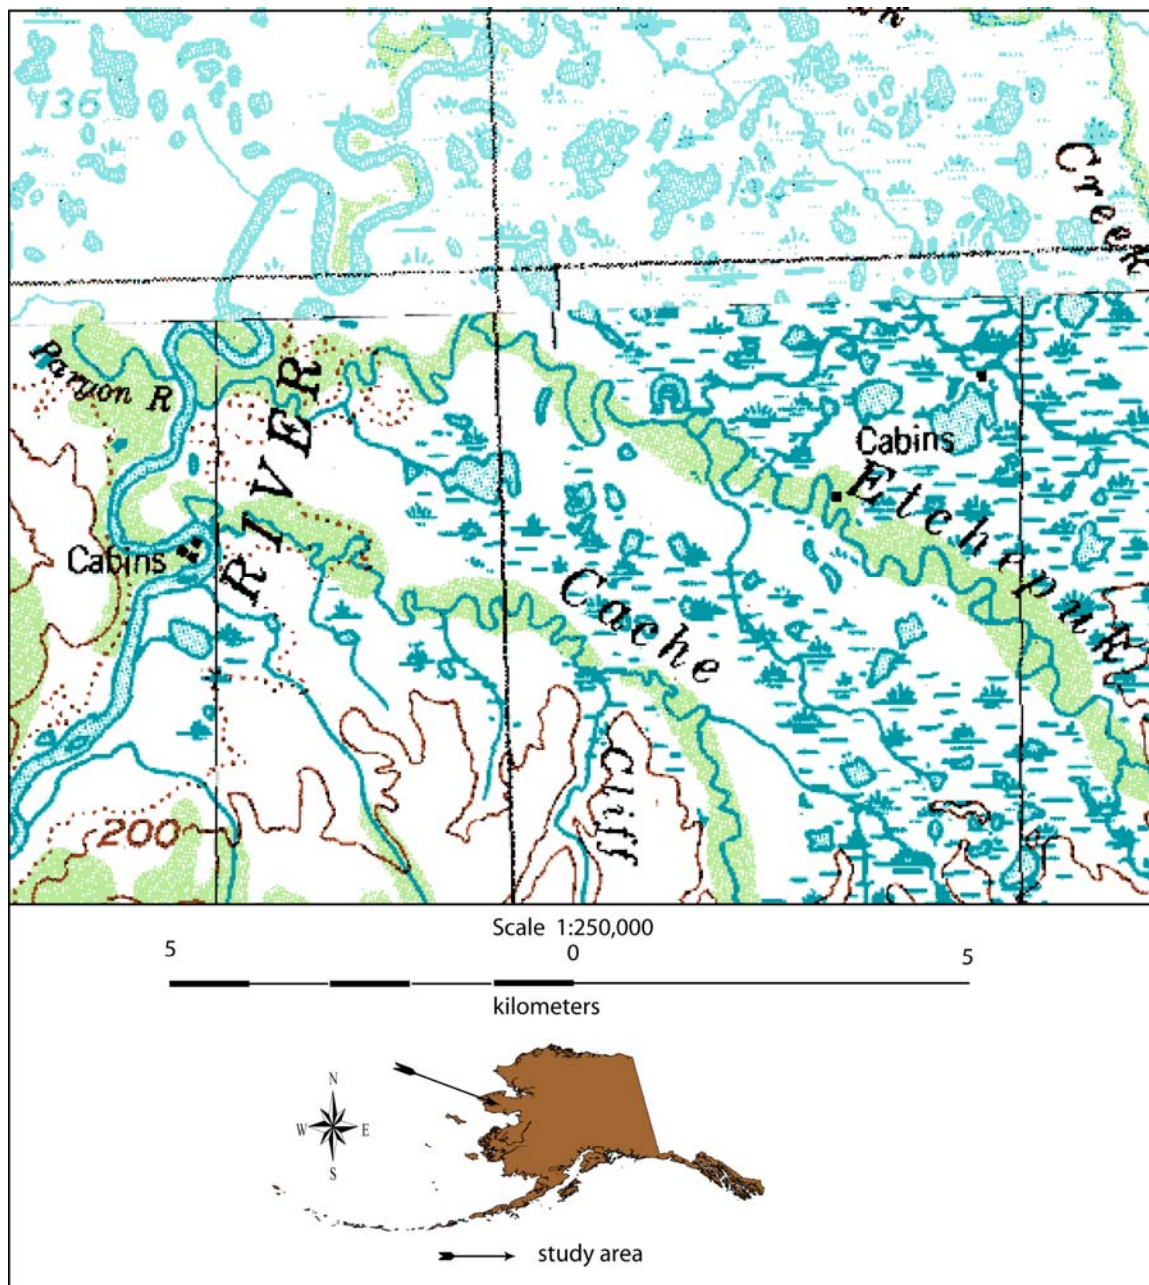 136
Creek
Paryon R
RIVER
Cabins
Etchepuk
Cabins
Cache
Cliff
200
Scale 1:250,000
5
0
5
kilometers
N
W
E
S
study area